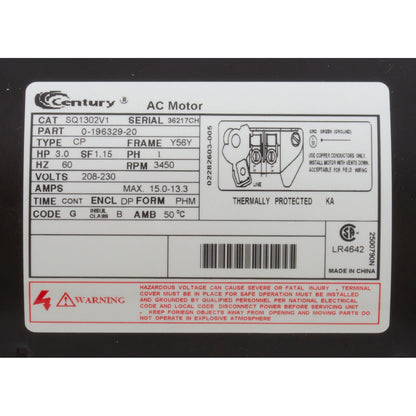 Century ® AC Motor
CAT SQ1302V1 SERIAL 36217CH
PART 0-196329-20
TYPE CP FRAME Y56Y
HP 3.0 SF 1.15 PH 1
HZ 60 RPM 3450
VOLTS 208-230
AMPS MAX. 15.0-13.3
TIME CONT ENCL DP FORM PHM
CODE G INSUL CLASS B AMB 50 °C
02282603-005
LINE
USE COPPER CONDUCTORS ONLY
INSTALL MOTOR WITH VENTS DOWN.
ACCEPTABLE FOR FIELD WIRING
THERMALLY PROTECTED KA
LR4642
MADE IN CHINA
2500790N
WARNING
HAZARDOUS VOLTAGE CAN CAUSE SEVERE OR FATAL INJURY , TERMINAL
COVER MUST BE IN PLACE FOR SAFE OPERATION MUST BE INSTALLED
AND GROUNDED BY QUALIFIED PERSONNEL PER NATIONAL ELECTRICAL
CODE AND LOCAL CODES DISCONNECT POWER BEFORE SERVICING UNIT
, KEEP FOREIGN OBJECTS AWAY FROM OPENING AND MOVING PARTS AND
DO NOT USE IN EXPLOSIVE ATMOSPHERE